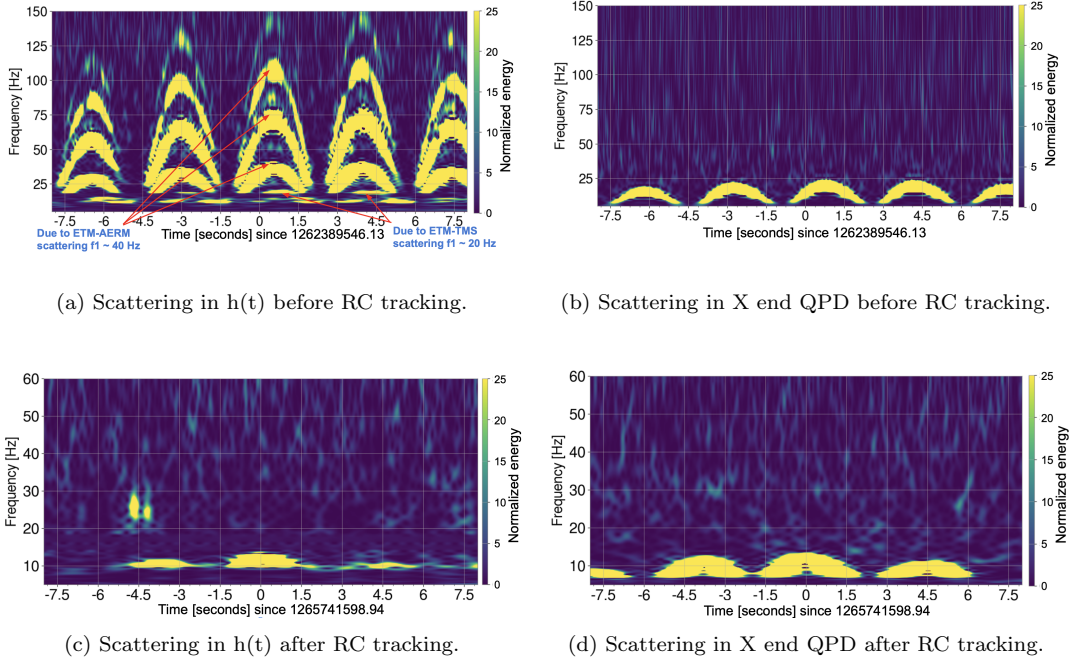 150
125
100
75
50
25
Frequency [Hz]
-7.5 -6 -4.5 -3 -1.5 0 1.5 3 4.5 6 7.5
Time [seconds] since 1262389546.13
25
20
15
10
5
0
Normalized energy
Due to ETM-AERM
scattering f1 ~ 40 Hz
Due to ETM-TMS
scattering f1 ~ 20 Hz
(a) Scattering in h(t) before RC tracking.
150
125
100
75
50
25
Frequency [Hz]
-7.5 -6 -4.5 -3 -1.5 0 1.5 3 4.5 6 7.5
Time [seconds] since 1262389546.13
25
20
15
10
5
0
Normalized energy
(b) Scattering in X end QPD before RC tracking.
60
50
40
30
20
10
Frequency [Hz]
-7.5 -6 -4.5 -3 -1.5 0 1.5 3 4.5 6 7.5
Time [seconds] since 1265741598.94
25
20
15
10
5
0
Normalized energy
(c) Scattering in h(t) after RC tracking.
60
50
40
30
20
10
Frequency [Hz]
-7.5 -6 -4.5 -3 -1.5 0 1.5 3 4.5 6 7.5
Time [seconds] since 1265741598.94
25
20
15
10
5
0
Normalized energy
(d) Scattering in X end QPD after RC tracking.